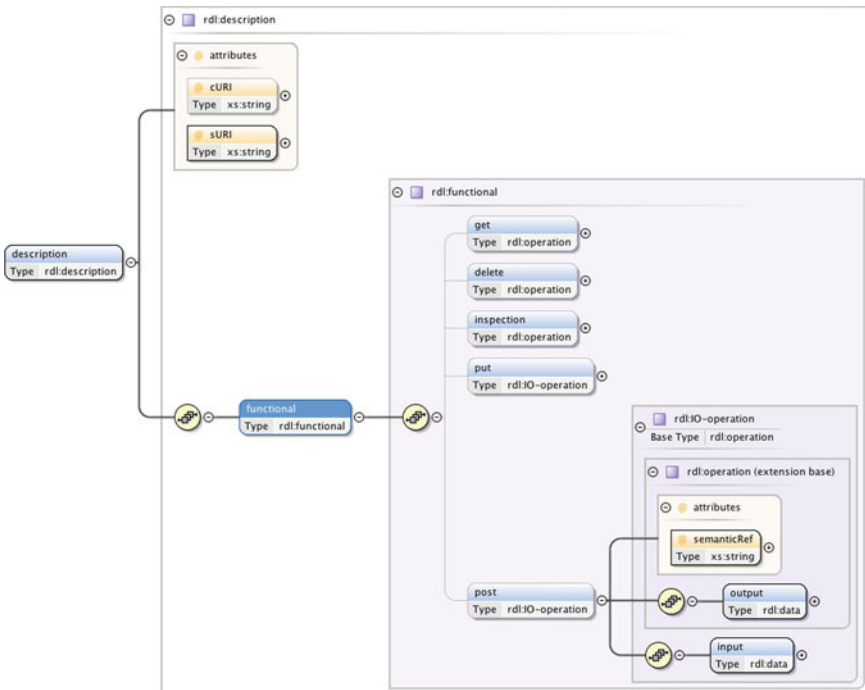 rdl:description
attributes
cURI
Type xs:string
sURI
Type xs:string
rdl:functional
get
Type rdl:operation
delete
Type rdl:operation
description
Type rdl:description
inspection
Type rdl:operation
put
Type rdl:IO-operation
functional
Type rdl:functional
rdl:IO-operation
Base Type rdl:operation
rdl:operation (extension base)
attributes
semanticRef
Type xs:string
post
Type rdl:IO-operation
output
Type rdl:data
input
Type rdl:data